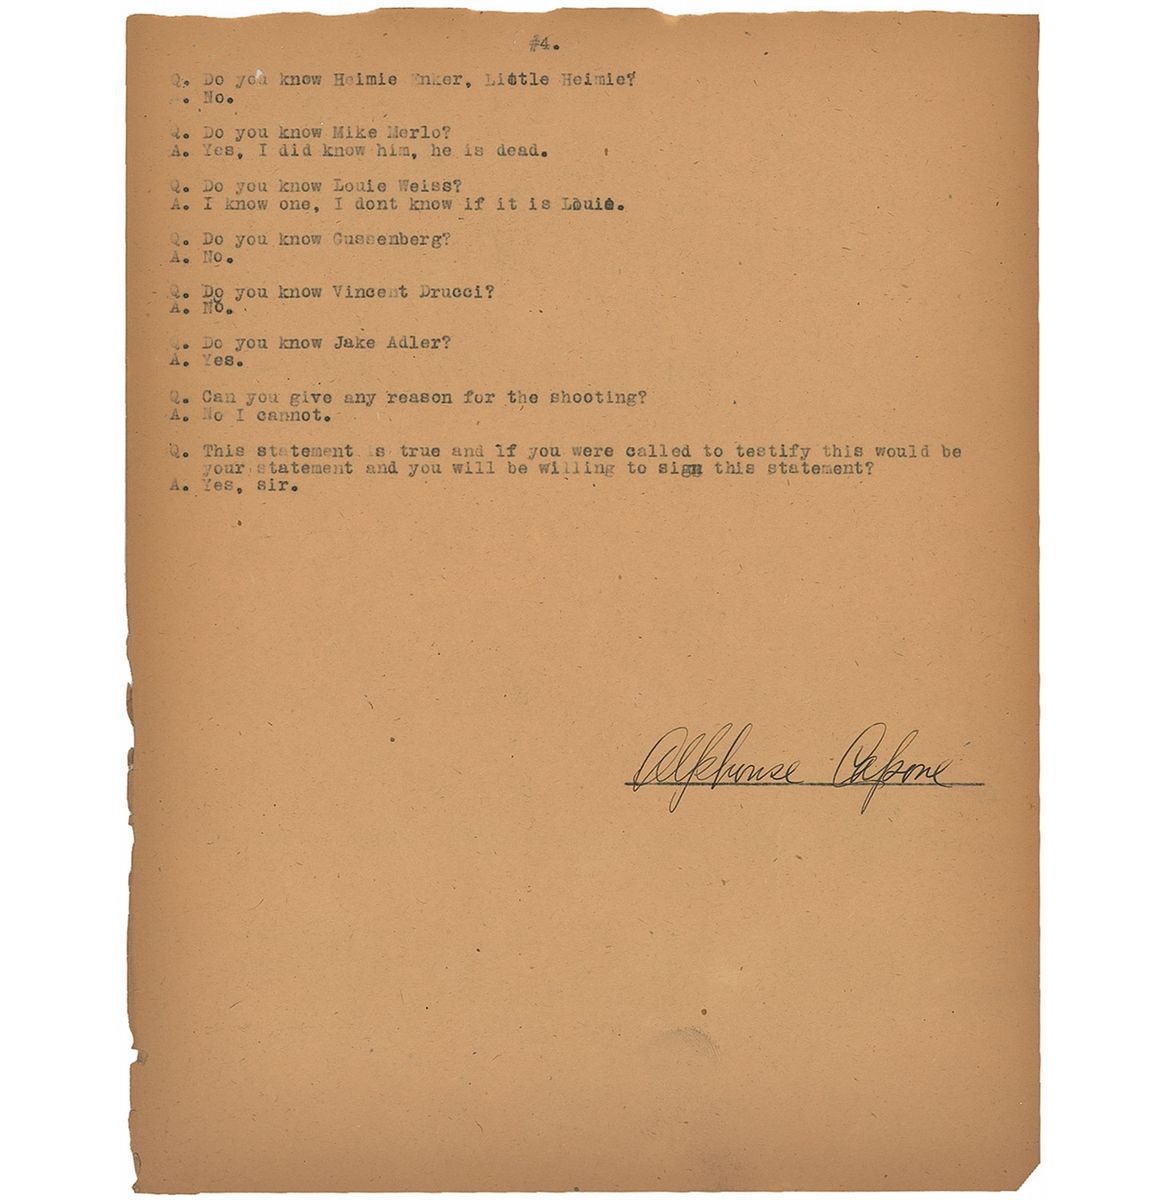 #4.
Q. Do you know Heimie Enker, Little Heimie?
A. No.
Q. Do you know Mike Merlo?
A. Yes, I did know him, he is dead.
Q. Do you know Louie Weiss?
A. I know one, I dont know if it is Louie.
Q. Do you know Gussenberg?
A. No.
Q. Do you know Vincent Drucci?
A. No.
Q. Do you know Jake Adler?
A. Yes.
Q. Can you give any reason for the shooting?
A. No I cannot.
Q. This statement is true and if you were called to testify this would be
your statement and you will be willing to sign this statement?
A. Yes, sir.
Alphonse Capone